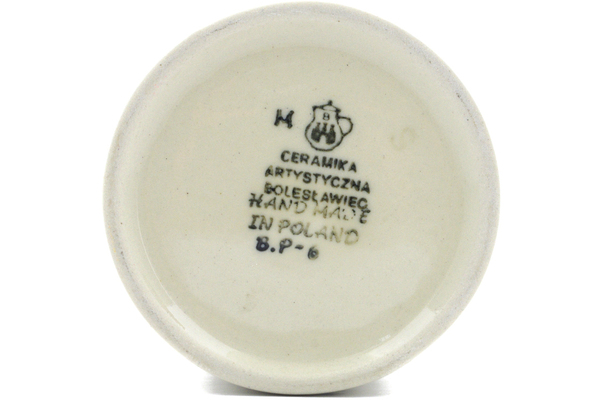 M B
CERAMIKA
ARTYSTYCZNA
BOLESŁAWIEC
HAND MADE
IN POLAND
B.P-6